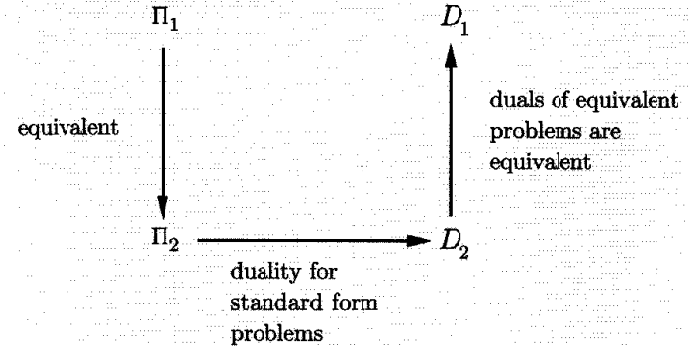 Π₁ D₁
equivalent
duals of equivalent
problems are
equivalent
Π₂ D₂
duality for
standard form
problems